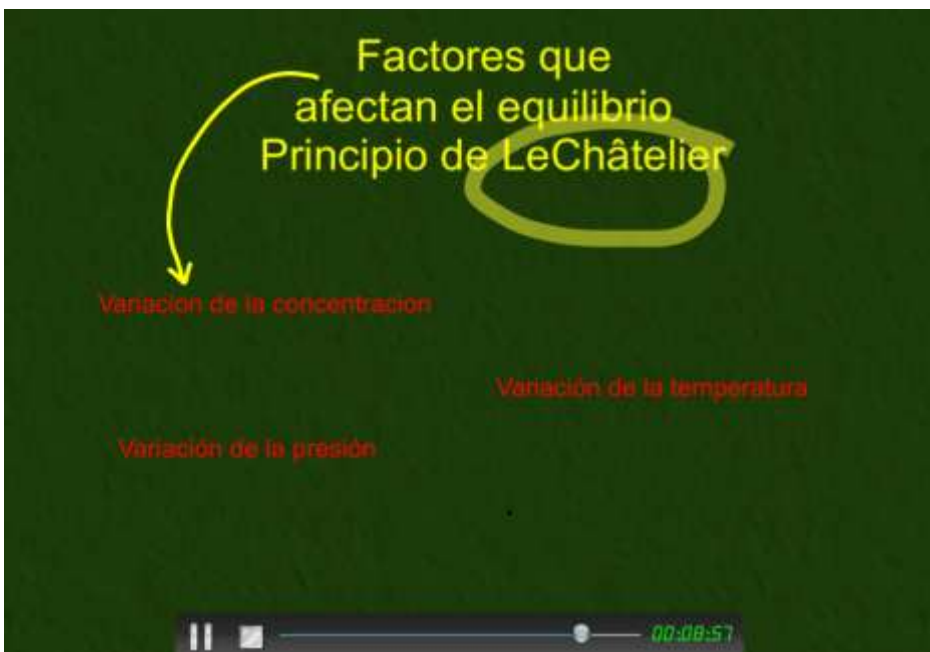 Factores que
afectan el equilibrio
Principio de LeChâtelier
Variacion de la concentracion
Variación de la temperatura
Variación de la presión
00:08:57